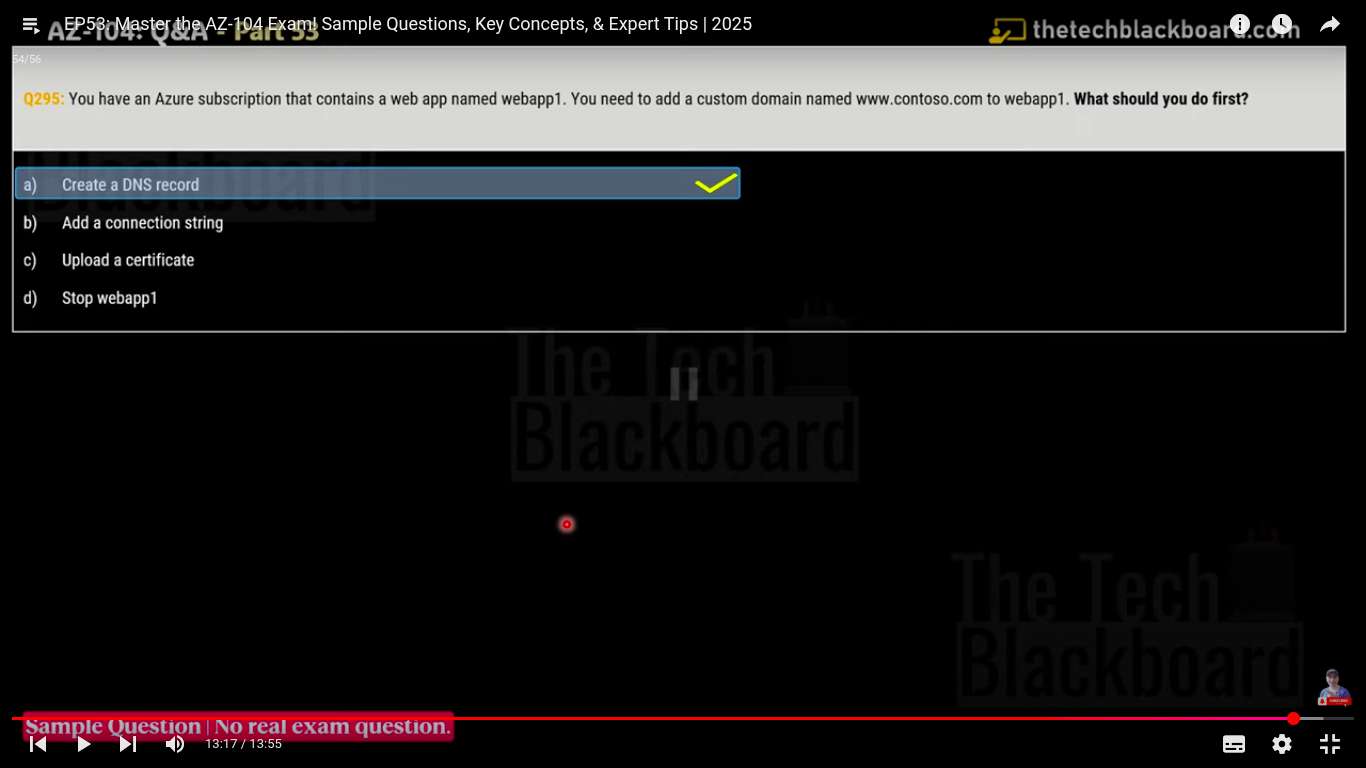 EP53: Master the AZ-104 Exam! Sample Questions, Key Concepts, & Expert Tips | 2025
AZ-104: Q&A - Part 53
thetechblackboard.com
54/56
Q295: You have an Azure subscription that contains a web app named webapp1. You need to add a custom domain named www.contoso.com to webapp1. What should you do first?
a) Create a DNS record
b) Add a connection string
c) Upload a certificate
d) Stop webapp1
Blackboard
The Tech
Blackboard
The Tech
Blackboard
Sample Question | No real exam question.
13:17 / 13:55